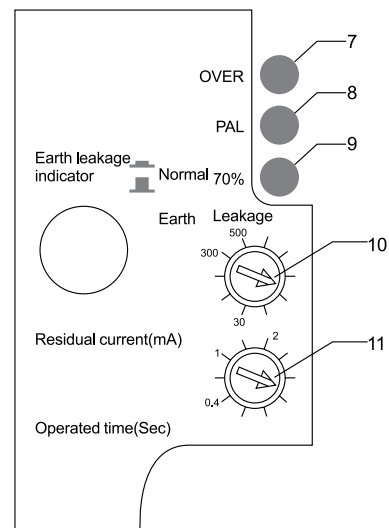 7
OVER
8
PAL
9
Earth leakage
indicator
Normal 70%
Earth Leakage
500
300
10
30
Residual current(mA)
2
1
11
0.4
Operated time(Sec)